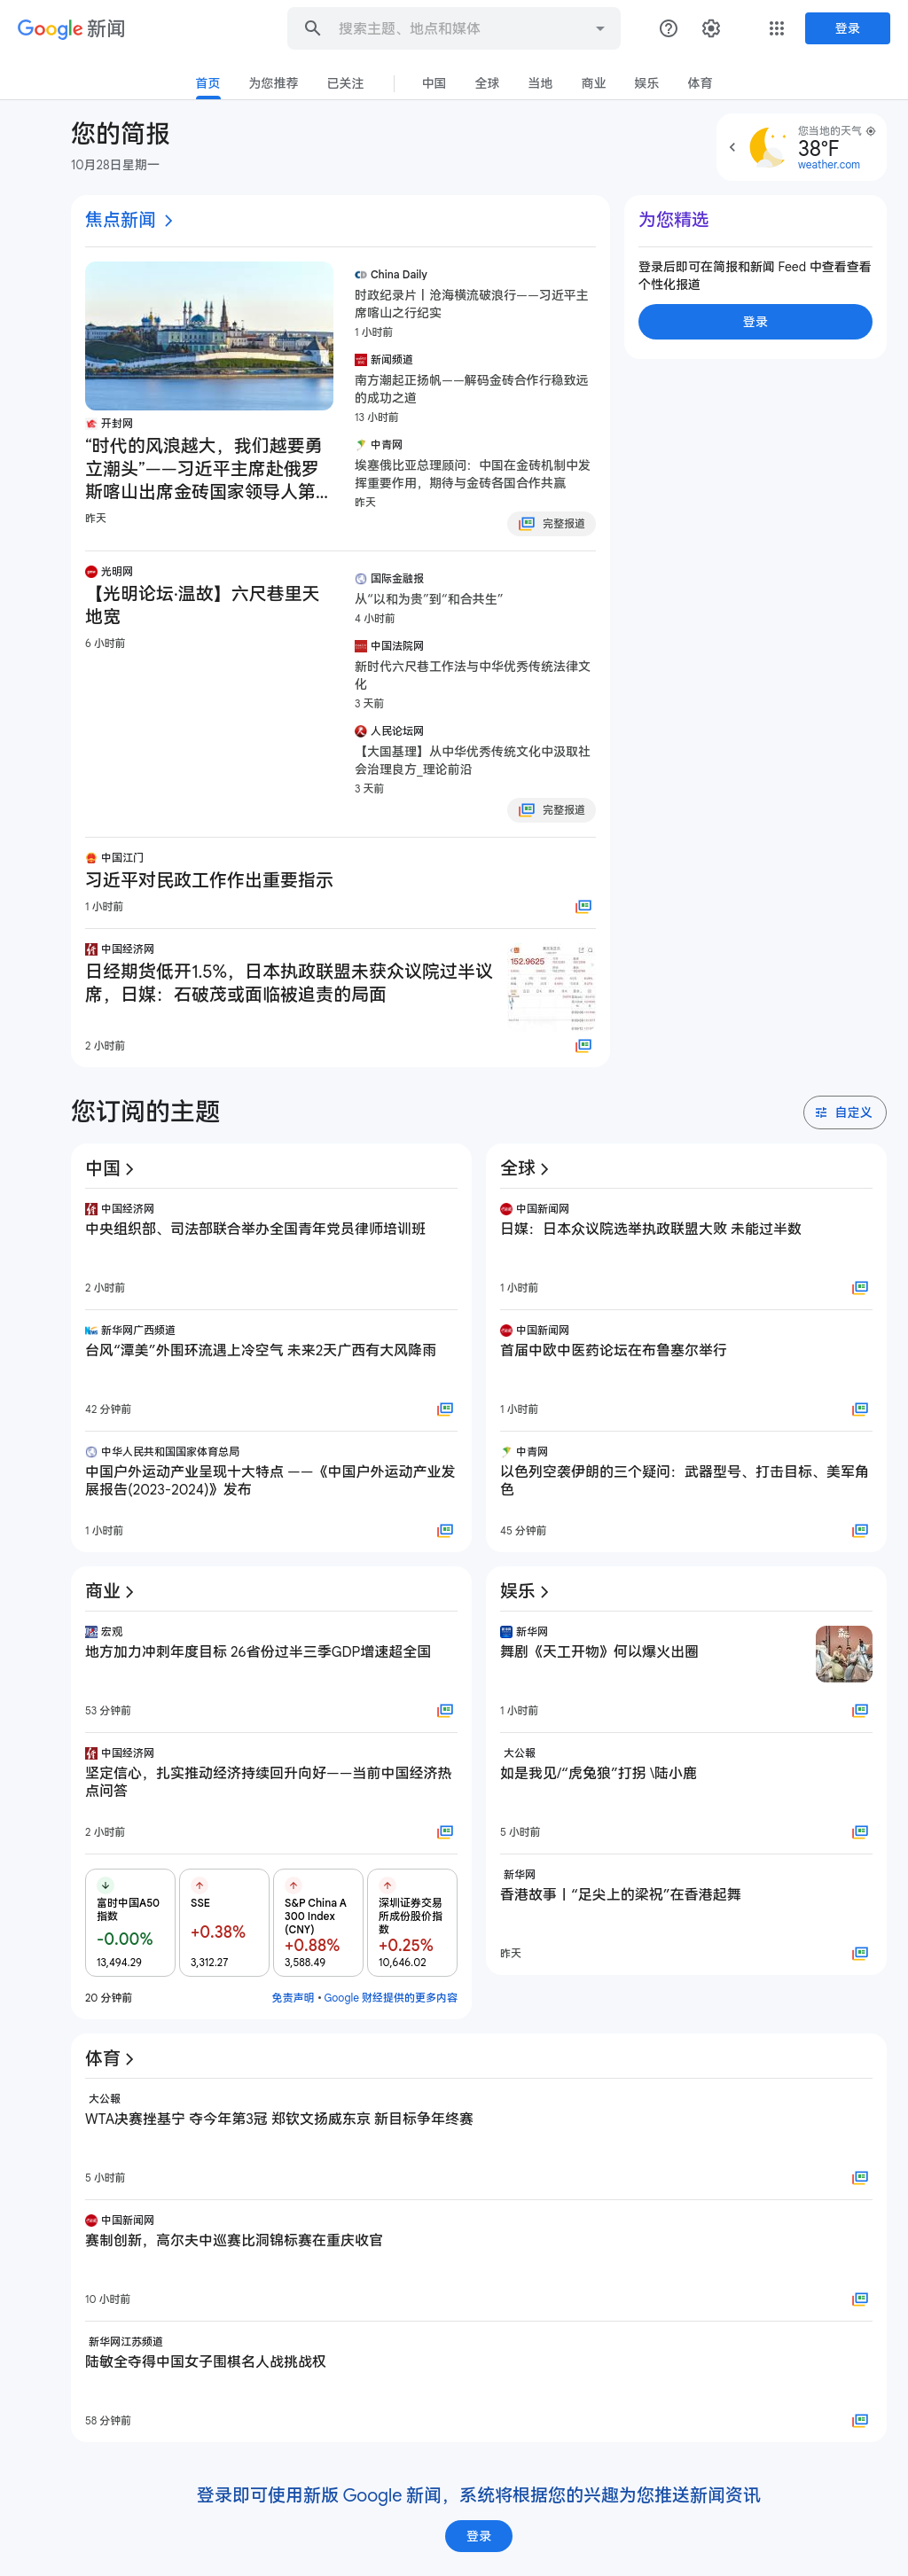 Google 新闻
搜索主题、地点和媒体
登录
首页
为您推荐
已关注
中国
全球
当地
商业
娱乐
体育
您的简报
10月28日星期一
您当地的天气
38°F
weather.com
焦点新闻
开封网
“时代的风浪越大，我们越要勇
立潮头”——习近平主席赴俄罗
斯喀山出席金砖国家领导人第...
昨天
China Daily
时政纪录片丨沧海横流破浪行——习近平主
席喀山之行纪实
1 小时前
新闻频道
南方潮起正扬帆——解码金砖合作行稳致远
的成功之道
13 小时前
中青网
埃塞俄比亚总理顾问：中国在金砖机制中发
挥重要作用，期待与金砖各国合作共赢
昨天
完整报道
光明网
【光明论坛·温故】六尺巷里天
地宽
6 小时前
国际金融报
从“以和为贵”到“和合共生”
4 小时前
中国法院网
新时代六尺巷工作法与中华优秀传统法律文
化
3 天前
人民论坛网
【大国基理】从中华优秀传统文化中汲取社
会治理良方_理论前沿
3 天前
完整报道
中国江门
习近平对民政工作作出重要指示
1 小时前
中国经济网
日经期货低开1.5%，日本执政联盟未获众议院过半议
席，日媒：石破茂或面临被追责的局面
152.9625
2 小时前
为您精选
登录后即可在简报和新闻 Feed 中查看查看
个性化报道
登录
您订阅的主题
自定义
中国
中国经济网
中央组织部、司法部联合举办全国青年党员律师培训班
2 小时前
新华网广西频道
台风“潭美”外围环流遇上冷空气 未来2天广西有大风降雨
42 分钟前
中华人民共和国国家体育总局
中国户外运动产业呈现十大特点 ——《中国户外运动产业发
展报告(2023-2024)》发布
1 小时前
全球
中国新闻网
日媒：日本众议院选举执政联盟大败 未能过半数
1 小时前
中国新闻网
首届中欧中医药论坛在布鲁塞尔举行
1 小时前
中青网
以色列空袭伊朗的三个疑问：武器型号、打击目标、美军角
色
45 分钟前
商业
宏观
地方加力冲刺年度目标 26省份过半三季GDP增速超全国
53 分钟前
中国经济网
坚定信心，扎实推动经济持续回升向好——当前中国经济热
点问答
2 小时前
富时中国A50
指数
-0.00%
13,494.29
SSE
+0.38%
3,312.27
S&P China A
300 Index
(CNY)
+0.88%
3,588.49
深圳证券交易
所成份股价指
数
+0.25%
10,646.02
20 分钟前
免责声明 • Google 财经提供的更多内容
娱乐
新华网
舞剧《天工开物》何以爆火出圈
1 小时前
大公報
如是我见/“虎兔狼”打拐 \陆小鹿
5 小时前
新华网
香港故事丨“足尖上的梁祝”在香港起舞
昨天
体育
大公報
WTA决赛挫基宁 夺今年第3冠 郑钦文扬威东京 新目标争年终赛
5 小时前
中国新闻网
赛制创新，高尔夫中巡赛比洞锦标赛在重庆收官
10 小时前
新华网江苏频道
陆敏全夺得中国女子围棋名人战挑战权
58 分钟前
登录即可使用新版 Google 新闻，系统将根据您的兴趣为您推送新闻资讯
登录